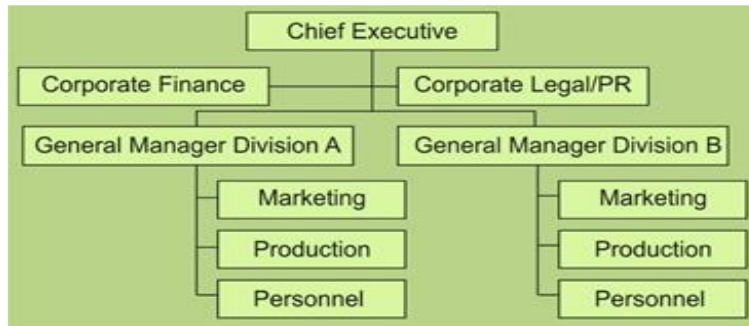 Chief Executive
Corporate Finance
Corporate Legal/PR
General Manager Division A
General Manager Division B
Marketing
Marketing
Production
Production
Personnel
Personnel